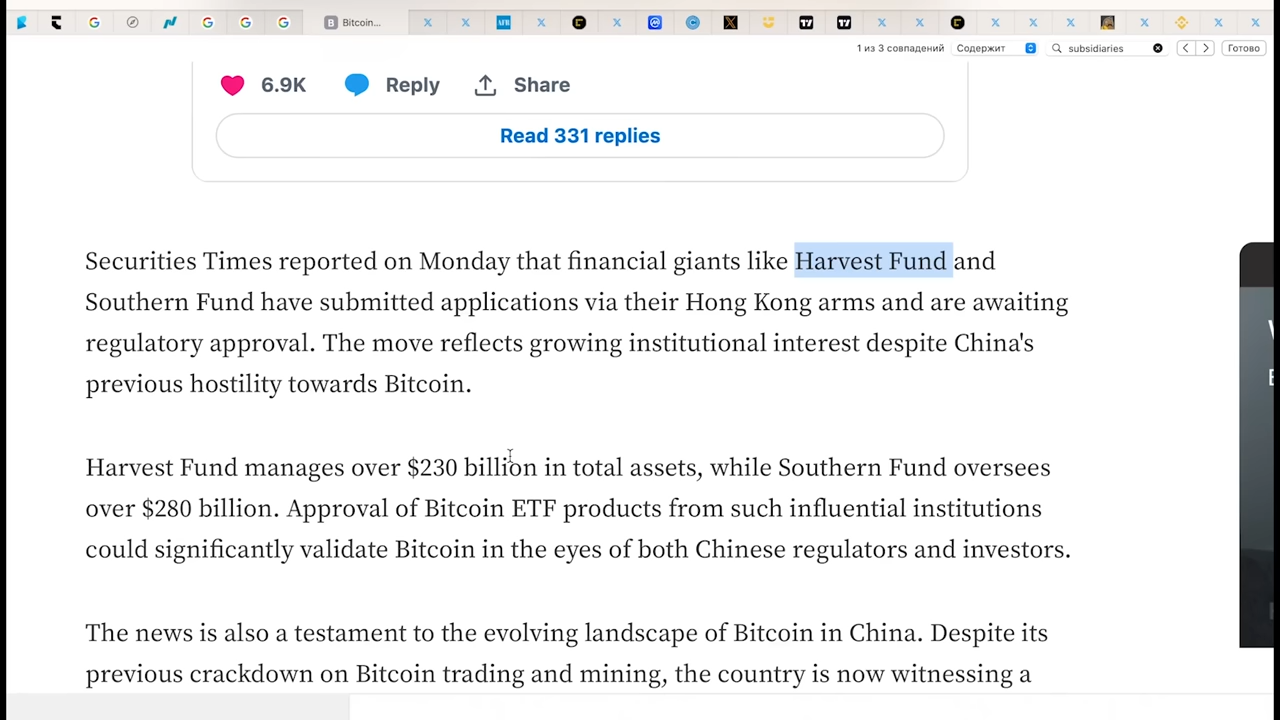 Bitcoin...
1 из 3 совпадений
Содержит
subsidiaries
Готово
6.9K
Reply
Share
Read 331 replies
Securities Times reported on Monday that financial giants like Harvest Fund and
Southern Fund have submitted applications via their Hong Kong arms and are awaiting
regulatory approval. The move reflects growing institutional interest despite China's
previous hostility towards Bitcoin.
Harvest Fund manages over $230 billion in total assets, while Southern Fund oversees
over $280 billion. Approval of Bitcoin ETF products from such influential institutions
could significantly validate Bitcoin in the eyes of both Chinese regulators and investors.
The news is also a testament to the evolving landscape of Bitcoin in China. Despite its
previous crackdown on Bitcoin trading and mining, the country is now witnessing a